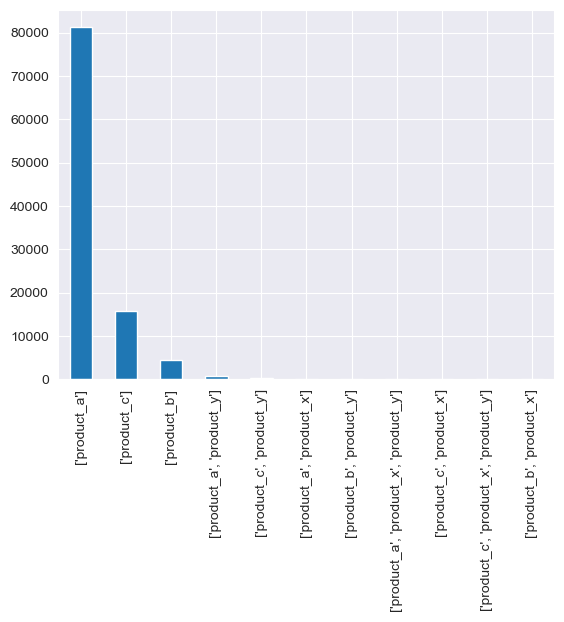 80000
70000
60000
50000
40000
30000
20000
10000
0
['product_a']
['product_c']
['product_b']
['product_a', 'product_y']
['product_c', 'product_y']
['product_a', 'product_x']
['product_b', 'product_y']
['product_a', 'product_x', 'product_y']
['product_c', 'product_x']
['product_c', 'product_x', 'product_y']
['product_b', 'product_x']